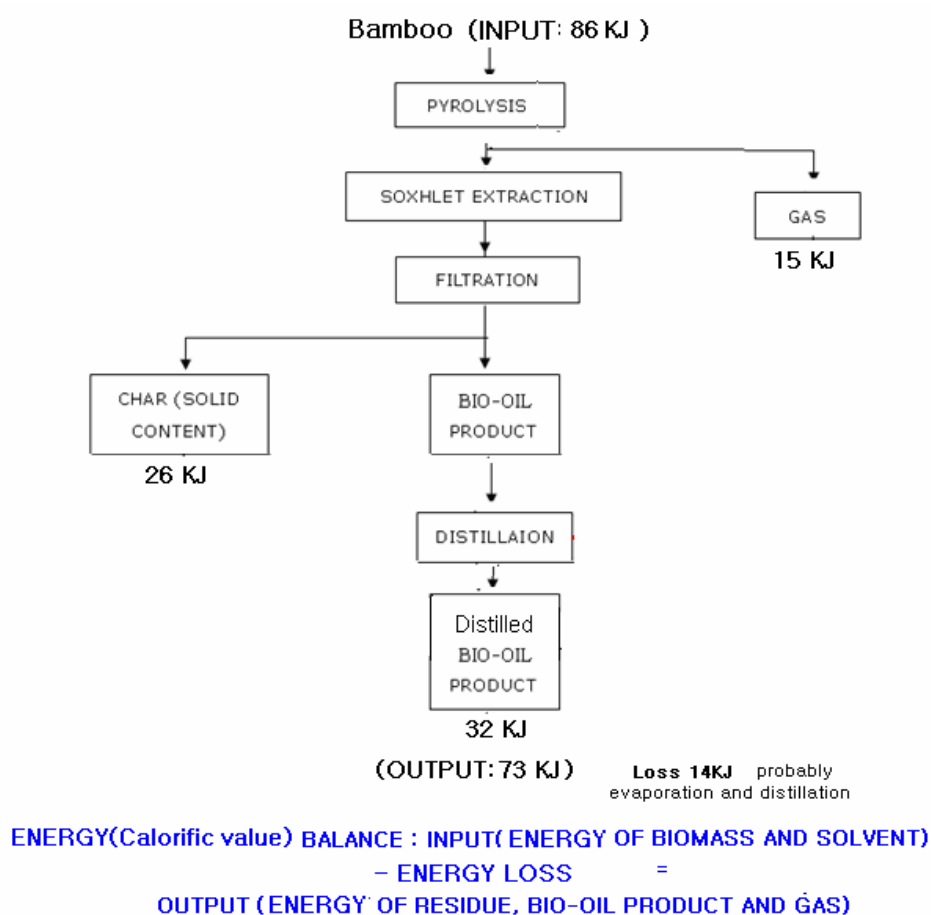 Bamboo (INPUT: 86 KJ )
PYROLYSIS
SOXHLET EXTRACTION
GAS
15 KJ
FILTRATION
CHAR (SOLID
CONTENT)
26 KJ
BIO-OIL
PRODUCT
DISTILLAION
Distilled
BIO-OIL
PRODUCT
32 KJ
(OUTPUT: 73 KJ)
Loss 14KJ probably
evaporation and distillation
ENERGY(Calorific value) BALANCE : INPUT( ENERGY OF BIOMASS AND SOLVENT)
- ENERGY LOSS =
OUTPUT (ENERGY OF RESIDUE, BIO-OIL PRODUCT AND GAS)